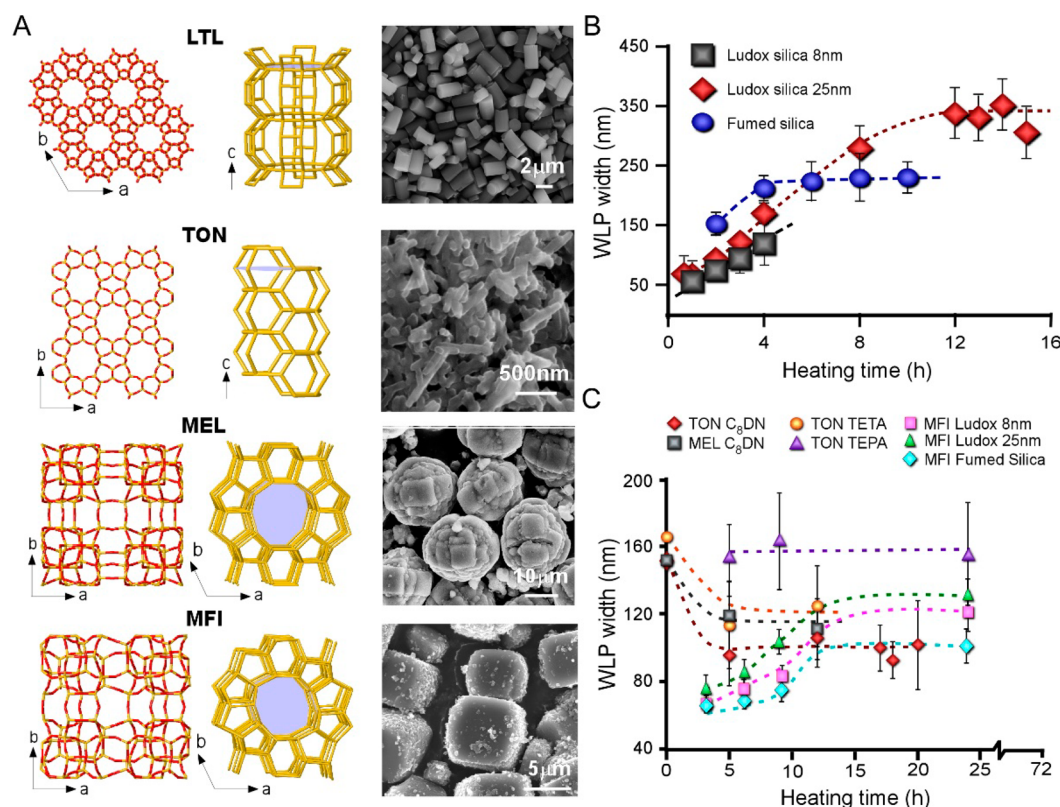 A
LTL
b
a
c
2μm
TON
b
a
c
500nm
MEL
b
a
b
a
10μm
MFI
b
a
b
a
5μm
B
WLP width (nm)
450
350
250
150
50
Ludox silica 8nm
Ludox silica 25nm
Fumed silica
0 4 8 12 16
Heating time (h)
C
TON C₈DN
TON TETA
MFI Ludox 8nm
MEL C₈DN
TON TEPA
MFI Ludox 25nm
MFI Fumed Silica
WLP width (nm)
200
160
120
80
40
0 5 10 15 20 25 72
Heating time (h)